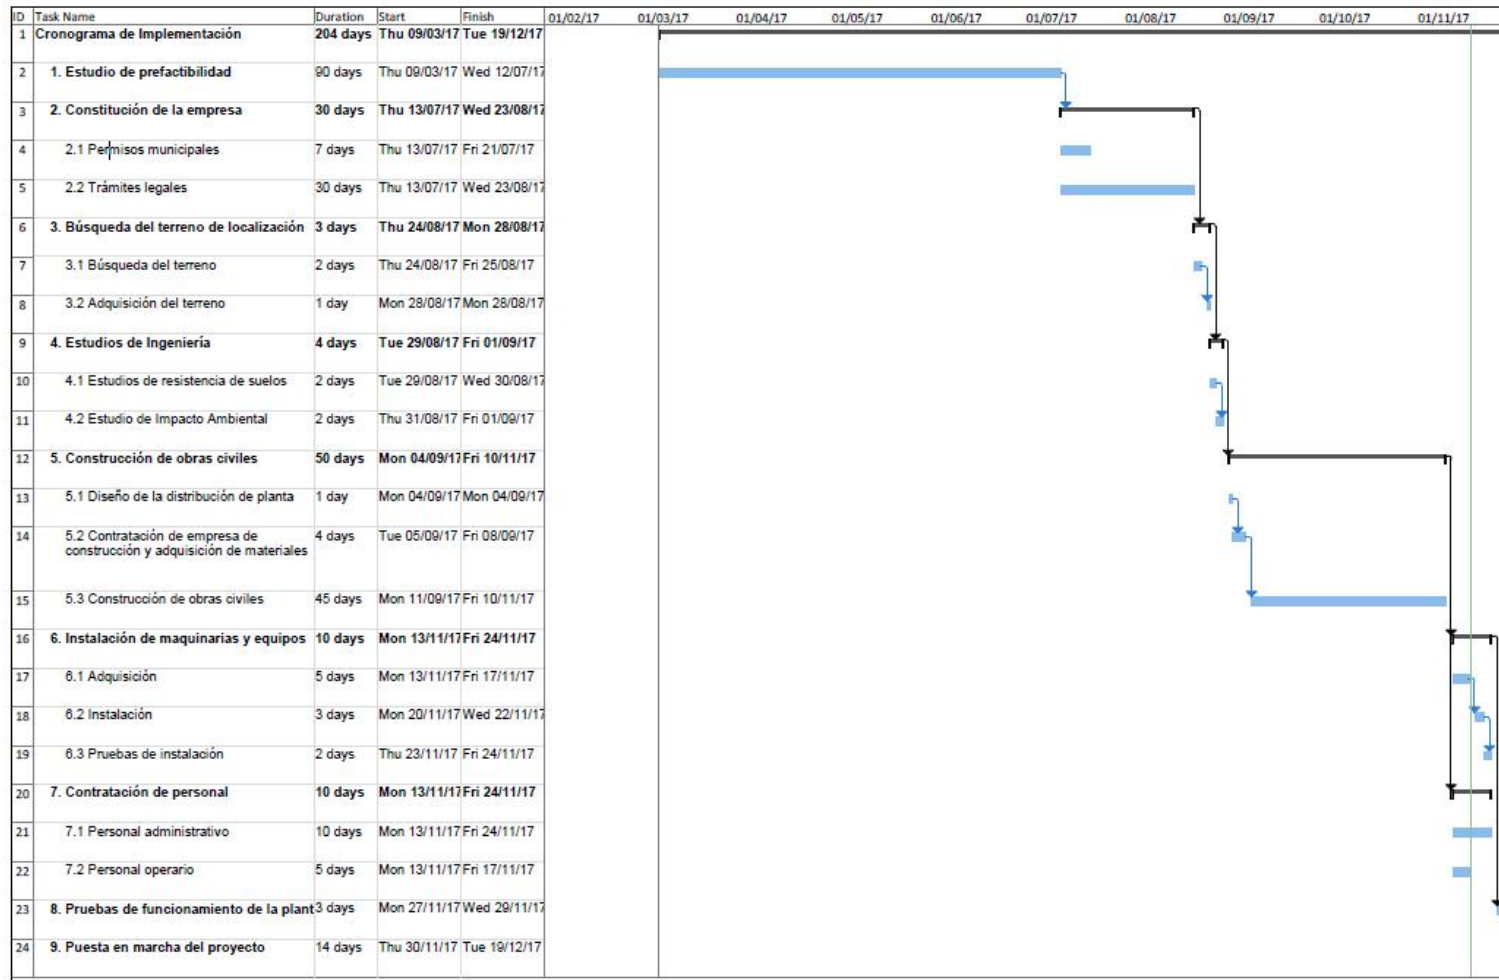 ID Task Name Duration Start Finish 01/02/17 01/03/17 01/04/17 01/05/17 01/06/17 01/07/17 01/08/17 01/09/17 01/10/17 01/11/17
1 Cronograma de Implementación 204 days Thu 09/03/17 Tue 19/12/17
2 1. Estudio de prefactibilidad 90 days Thu 09/03/17 Wed 12/07/17
3 2. Constitución de la empresa 30 days Thu 13/07/17 Wed 23/08/17
4 2.1 Permisos municipales 7 days Thu 13/07/17 Fri 21/07/17
5 2.2 Trámites legales 30 days Thu 13/07/17 Wed 23/08/17
6 3. Búsqueda del terreno de localización 3 days Thu 24/08/17 Mon 28/08/17
7 3.1 Búsqueda del terreno 2 days Thu 24/08/17 Fri 25/08/17
8 3.2 Adquisición del terreno 1 day Mon 28/08/17 Mon 28/08/17
9 4. Estudios de Ingeniería 4 days Tue 29/08/17 Fri 01/09/17
10 4.1 Estudios de resistencia de suelos 2 days Tue 29/08/17 Wed 30/08/17
11 4.2 Estudio de Impacto Ambiental 2 days Thu 31/08/17 Fri 01/09/17
12 5. Construcción de obras civiles 50 days Mon 04/09/17 Fri 10/11/17
13 5.1 Diseño de la distribución de planta 1 day Mon 04/09/17 Mon 04/09/17
14 5.2 Contratación de empresa de 4 days Tue 05/09/17 Fri 08/09/17
construcción y adquisición de materiales
15 5.3 Construcción de obras civiles 45 days Mon 11/09/17 Fri 10/11/17
16 6. Instalación de maquinarias y equipos 10 days Mon 13/11/17 Fri 24/11/17
17 6.1 Adquisición 5 days Mon 13/11/17 Fri 17/11/17
18 6.2 Instalación 3 days Mon 20/11/17 Wed 22/11/17
19 6.3 Pruebas de instalación 2 days Thu 23/11/17 Fri 24/11/17
20 7. Contratación de personal 10 days Mon 13/11/17 Fri 24/11/17
21 7.1 Personal administrativo 10 days Mon 13/11/17 Fri 24/11/17
22 7.2 Personal operario 5 days Mon 13/11/17 Fri 17/11/17
23 8. Pruebas de funcionamiento de la plant 3 days Mon 27/11/17 Wed 29/11/17
24 9. Puesta en marcha del proyecto 14 days Thu 30/11/17 Tue 19/12/17